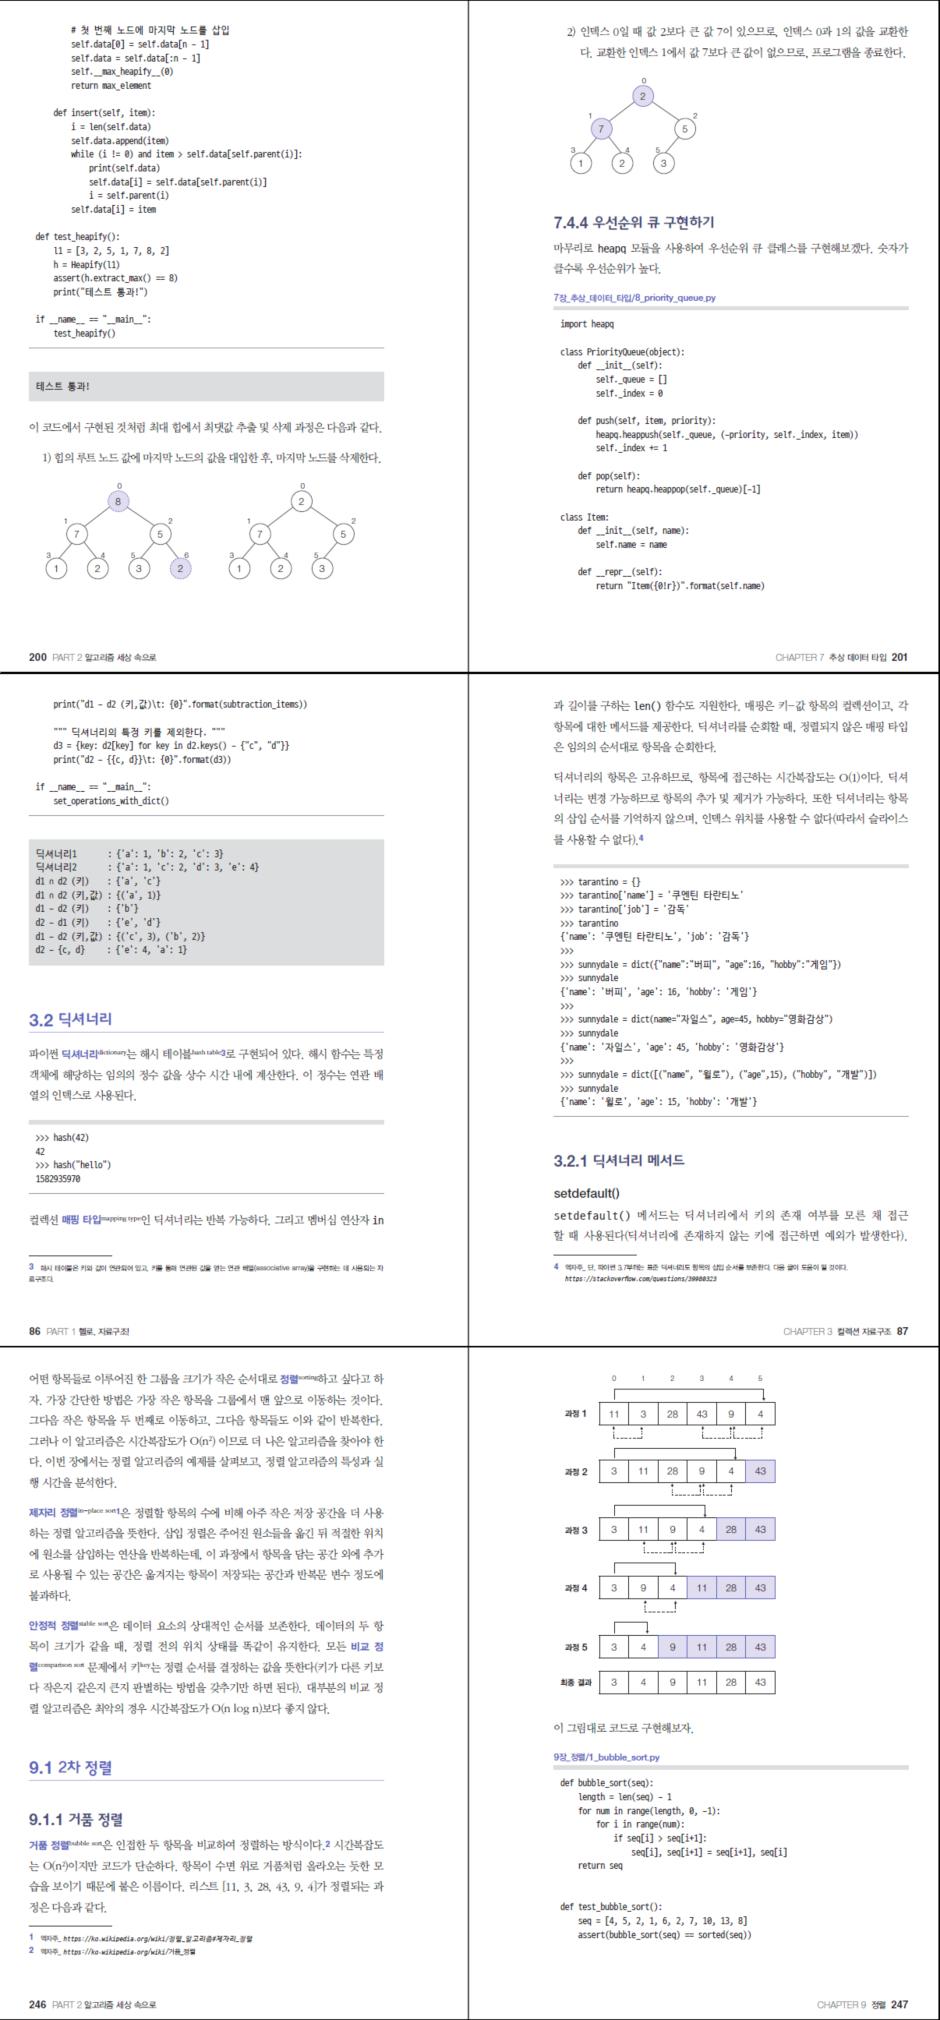 # 첫 번째 노드에 마지막 노드를 삽입
self.data[0] = self.data[n - 1]
self.data = self.data[:n - 1]
self.__max_heapify__(0)
return max_element
def insert(self, item):
i = len(self.data)
self.data.append(item)
while (i != 0) and item > self.data[self.parent(i)]:
print(self.data)
self.data[i] = self.data[self.parent(i)]
i = self.parent(i)
self.data[i] = item
def test_heapify():
l1 = [3, 2, 5, 1, 7, 8, 2]
h = Heapify(l1)
assert(h.extract_max() == 8)
print("테스트 통과!")
if __name__ == "__main__":
test_heapify()
테스트 통과!
이 코드에서 구현된 것처럼 최대 힙에서 최댓값 추출 및 삭제 과정은 다음과 같다.
1) 힙의 루트 노드 값에 마지막 노드의 값을 대입한 후, 마지막 노드를 삭제한다.
0 0
8 2
1 2 1 2
7 5 7 5
3 4 5 6 3 4 5
1 2 3 2 1 2 3
200 PART 2 알고리즘 세상 속으로
2) 인덱스 0일 때 값 2보다 큰 값 7이 있으므로, 인덱스 0과 1의 값을 교환한
다. 교환한 인덱스 1에서 값 7보다 큰 값이 없으므로, 프로그램을 종료한다.
0
2
1 2
7 5
3 4 5
1 2 3
7.4.4 우선순위 큐 구현하기
마무리로 heapq 모듈을 사용하여 우선순위 큐 클래스를 구현해보겠다. 숫자가
클수록 우선순위가 높다.
7장_추상_데이터_타입/8_priority_queue.py
import heapq
class PriorityQueue(object):
def __init__(self):
self._queue = []
self._index = 0
def push(self, item, priority):
heapq.heappush(self._queue, (-priority, self._index, item))
self._index += 1
def pop(self):
return heapq.heappop(self._queue)[-1]
class Item:
def __init__(self, name):
self.name = name
def __repr__(self):
return "Item({0!r})".format(self.name)
CHAPTER 7 추상 데이터 타입 201
print("d1 - d2 (키,값)\t: {0}".format(subtraction_items))
""" 딕셔너리의 특정 키를 제외한다. """
d3 = {key: d2[key] for key in d2.keys() - {"c", "d"}}
print("d2 - {{c, d}}\t: {0}".format(d3))
if __name__ == "__main__":
set_operations_with_dict()
딕셔너리1 : {'a': 1, 'b': 2, 'c': 3}
딕셔너리2 : {'a': 1, 'c': 2, 'd': 3, 'e': 4}
d1 ∩ d2 (키) : {'a', 'c'}
d1 ∩ d2 (키,값) : {('a', 1)}
d1 - d2 (키) : {'b'}
d2 - d1 (키) : {'e', 'd'}
d1 - d2 (키,값) : {('c', 3), ('b', 2)}
d2 - {c, d} : {'e': 4, 'a': 1}
3.2 딕셔너리
파이썬 딕셔너리dictionary는 해시 테이블hash table3로 구현되어 있다. 해시 함수는 특정
객체에 해당하는 임의의 정수 값을 상수 시간 내에 계산한다. 이 정수는 연관 배
열의 인덱스로 사용된다.
>>> hash(42)
42
>>> hash("hello")
1582935970
컬렉션 매핑 타입mapping type인 딕셔너리는 반복 가능하다. 그리고 멤버십 연산자 in
3 해시 테이블은 키와 값이 연관되어 있고, 키를 통해 연관된 값을 얻는 연관 배열(associative array)을 구현하는 데 사용되는 자
료구조다.
86 PART 1 헬로, 자료구조!
과 길이를 구하는 len() 함수도 지원한다. 매핑은 키-값 항목의 컬렉션이고, 각
항목에 대한 메서드를 제공한다. 딕셔너리를 순회할 때, 정렬되지 않은 매핑 타입
은 임의의 순서대로 항목을 순회한다.
딕셔너리의 항목은 고유하므로, 항목에 접근하는 시간복잡도는 O(1)이다. 딕셔
너리는 변경 가능하므로 항목의 추가 및 제거가 가능하다. 또한 딕셔너리는 항목
의 삽입 순서를 기억하지 않으며, 인덱스 위치를 사용할 수 없다(따라서 슬라이스
를 사용할 수 없다).4
>>> tarantino = {}
>>> tarantino['name'] = '쿠엔틴 타란티노'
>>> tarantino['job'] = '감독'
>>> tarantino
{'name': '쿠엔틴 타란티노', 'job': '감독'}
>>>
>>> sunnydale = dict({"name":"버피", "age":16, "hobby":"게임"})
>>> sunnydale
{'name': '버피', 'age': 16, 'hobby': '게임'}
>>>
>>> sunnydale = dict(name="자일스", age=45, hobby="영화감상")
>>> sunnydale
{'name': '자일스', 'age': 45, 'hobby': '영화감상'}
>>>
>>> sunnydale = dict([("name", "윌로"), ("age",15), ("hobby", "개발")])
>>> sunnydale
{'name': '윌로', 'age': 15, 'hobby': '개발'}
3.2.1 딕셔너리 메서드
setdefault()
setdefault() 메서드는 딕셔너리에서 키의 존재 여부를 모른 채 접근
할 때 사용된다(딕셔너리에 존재하지 않는 키에 접근하면 예외가 발생한다).
4 역자주_ 단, 파이썬 3.7부터는 표준 딕셔너리도 항목의 삽입 순서를 보존한다. 다음 글이 도움이 될 것이다.
https://stackoverflow.com/questions/39980323
CHAPTER 3 컬렉션 자료구조 87
어떤 항목들로 이루어진 한 그룹을 크기가 작은 순서대로 정렬sorting하고 싶다고 하
자. 가장 간단한 방법은 가장 작은 항목을 그룹에서 맨 앞으로 이동하는 것이다.
그다음 작은 항목을 두 번째로 이동하고, 그다음 항목들도 이와 같이 반복한다.
그러나 이 알고리즘은 시간복잡도가 O(n²) 이므로 더 나은 알고리즘을 찾아야 한
다. 이번 장에서는 정렬 알고리즘의 예제를 살펴보고, 정렬 알고리즘의 특성과 실
행 시간을 분석한다.
제자리 정렬in-place sort1은 정렬할 항목의 수에 비해 아주 작은 저장 공간을 더 사용
하는 정렬 알고리즘을 뜻한다. 삽입 정렬은 주어진 원소들을 옮긴 뒤 적절한 위치
에 원소를 삽입하는 연산을 반복하는데, 이 과정에서 항목을 담는 공간 외에 추가
로 사용될 수 있는 공간은 옮겨지는 항목이 저장되는 공간과 반복문 변수 정도에
불과하다.
안정적 정렬stable sort은 데이터 요소의 상대적인 순서를 보존한다. 데이터의 두 항
목이 크기가 같을 때, 정렬 전의 위치 상태를 똑같이 유지한다. 모든 비교 정
렬comparison sort 문제에서 키key는 정렬 순서를 결정하는 값을 뜻한다(키가 다른 키보
다 작은지 같은지 큰지 판별하는 방법을 갖추기만 하면 된다). 대부분의 비교 정
렬 알고리즘은 최악의 경우 시간복잡도가 O(n log n)보다 좋지 않다.
9.1 2차 정렬
9.1.1 거품 정렬
거품 정렬bubble sort은 인접한 두 항목을 비교하여 정렬하는 방식이다.2 시간복잡도
는 O(n²)이지만 코드가 단순하다. 항목이 수면 위로 거품처럼 올라오는 듯한 모
습을 보이기 때문에 붙은 이름이다. 리스트 [11, 3, 28, 43, 9, 4]가 정렬되는 과
정은 다음과 같다.
1 역자주_ https://ko.wikipedia.org/wiki/정렬_알고리즘#제자리_정렬
2 역자주_ https://ko.wikipedia.org/wiki/거품_정렬
246 PART 2 알고리즘 세상 속으로
0 1 2 3 4 5
과정 1 11 3 28 43 9 4
과정 2 3 11 28 9 4 43
과정 3 3 11 9 4 28 43
과정 4 3 9 4 11 28 43
과정 5 3 4 9 11 28 43
최종 결과 3 4 9 11 28 43
이 그림대로 코드로 구현해보자.
9장_정렬/1_bubble_sort.py
def bubble_sort(seq):
length = len(seq) - 1
for num in range(length, 0, -1):
for i in range(num):
if seq[i] > seq[i+1]:
seq[i], seq[i+1] = seq[i+1], seq[i]
return seq
def test_bubble_sort():
seq = [4, 5, 2, 1, 6, 2, 7, 10, 13, 8]
assert(bubble_sort(seq) == sorted(seq))
CHAPTER 9 정렬 247